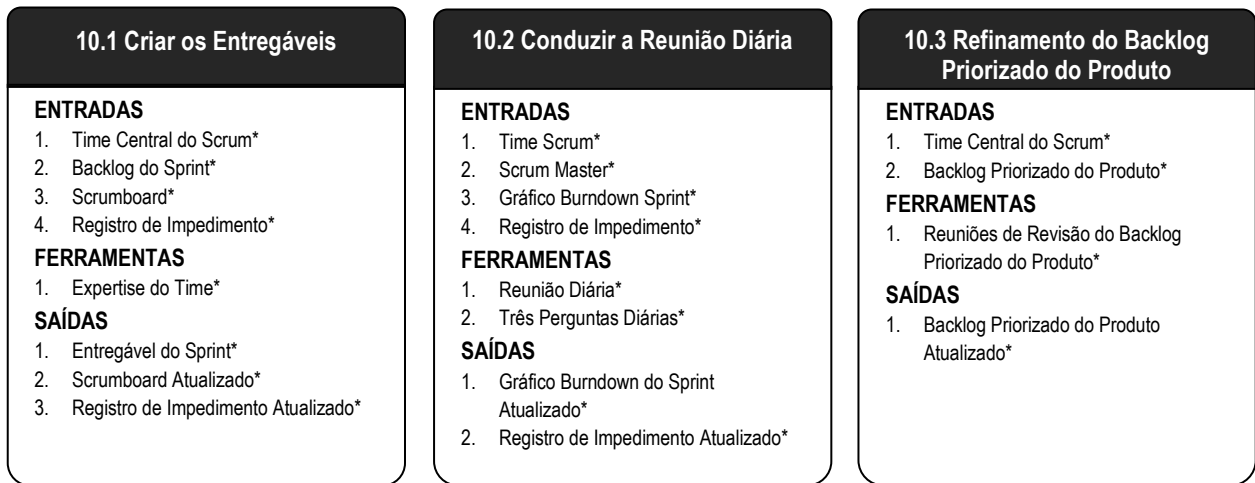 10.1 Criar os Entregáveis
ENTRADAS
1. Time Central do Scrum*
2. Backlog do Sprint*
3. Scrumboard*
4. Registro de Impedimento*
FERRAMENTAS
1. Expertise do Time*
SAÍDAS
1. Entregável do Sprint*
2. Scrumboard Atualizado*
3. Registro de Impedimento Atualizado*
10.2 Conduzir a Reunião Diária
ENTRADAS
1. Time Scrum*
2. Scrum Master*
3. Gráfico Burndown Sprint*
4. Registro de Impedimento*
FERRAMENTAS
1. Reunião Diária*
2. Três Perguntas Diárias*
SAÍDAS
1. Gráfico Burndown do Sprint
Atualizado*
2. Registro de Impedimento Atualizado*
10.3 Refinamento do Backlog
Priorizado do Produto
ENTRADAS
1. Time Central do Scrum*
2. Backlog Priorizado do Produto*
FERRAMENTAS
1. Reuniões de Revisão do Backlog
Priorizado do Produto*
SAÍDAS
1. Backlog Priorizado do Produto
Atualizado*